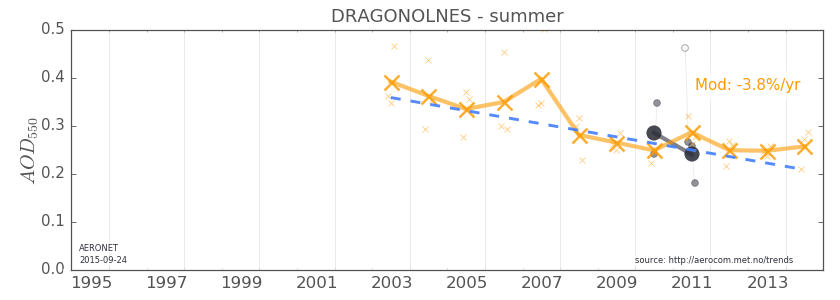 DRAGONOLNES - summer
0.5
0.4
0.3
0.2
0.1
0.0
AOD550
Mod: -3.8%/yr
AERONET
2015-09-24
source: http://aerocom.met.no/trends
1995 1997 1999 2001 2003 2005 2007 2009 2011 2013